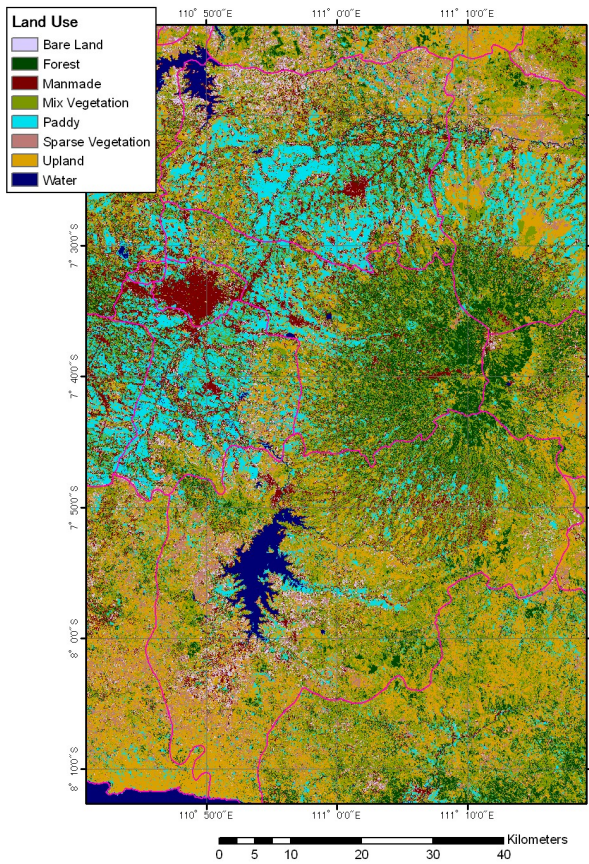 Land Use
Bare Land
Forest
Manmade
Mix Vegetation
Paddy
Sparse Vegetation
Upland
Water
110° 50'0"E
111° 0'0"E
111° 10'0"E
7° 30'0"S
7° 40'0"S
7° 50'0"S
8° 0'0"S
8° 10'0"S
110° 50'0"E
111° 0'0"E
111° 10'0"E
Kilometers
0 5 10 20 30 40